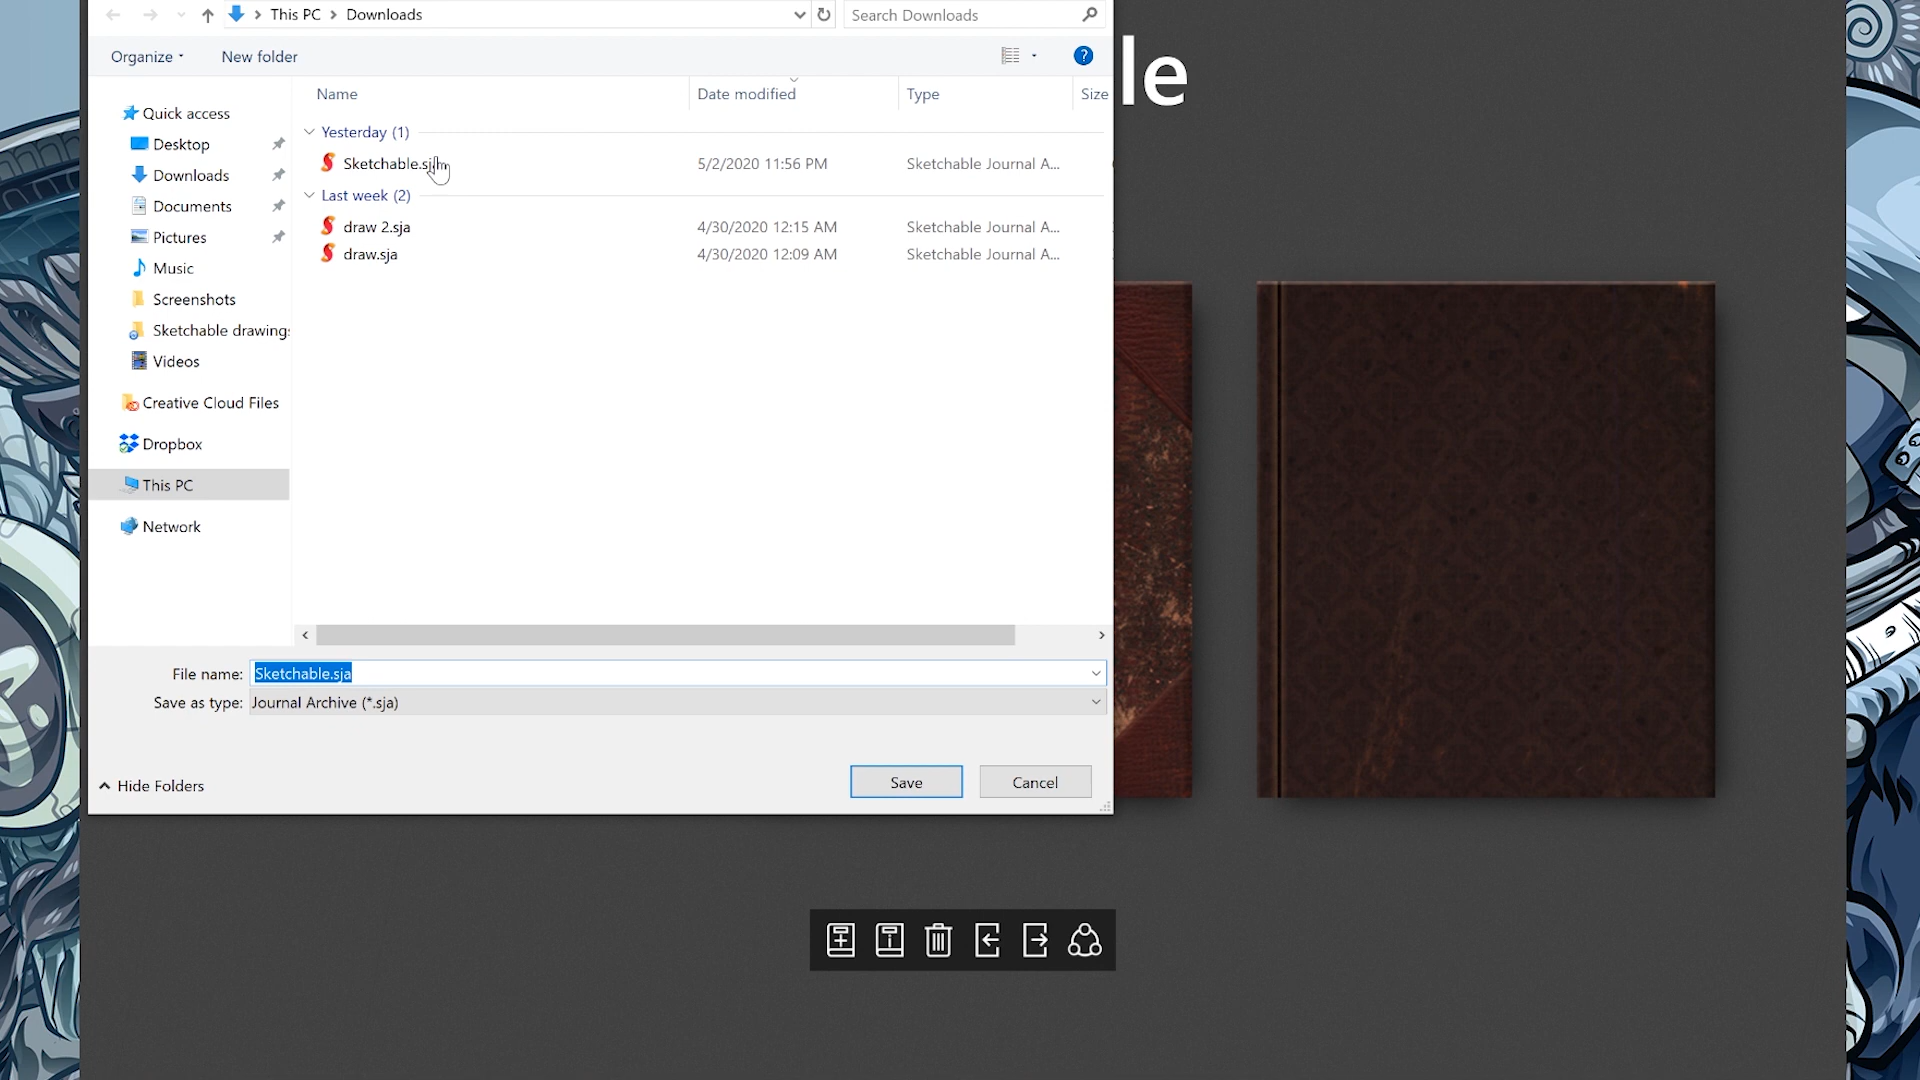 This PC > Downloads
Search Downloads
Organize
New folder
?
Name
Date modified
Type
Size
le
Quick access
Desktop
Downloads
Documents
Pictures
Music
Screenshots
Sketchable drawing
Videos
Creative Cloud Files
Dropbox
This PC
Network
Yesterday (1)
5/2/2020 11:56 PM Sketchable Journal A...
Last week (2)
draw 2.sja 4/30/2020 12:15 AM Sketchable Journal A...
draw.sja 4/30/2020 12:09 AM Sketchable Journal A...
File name: Sketchable.sja
Save as type: Journal Archive (*.sja)
Hide Folders
Save
Cancel